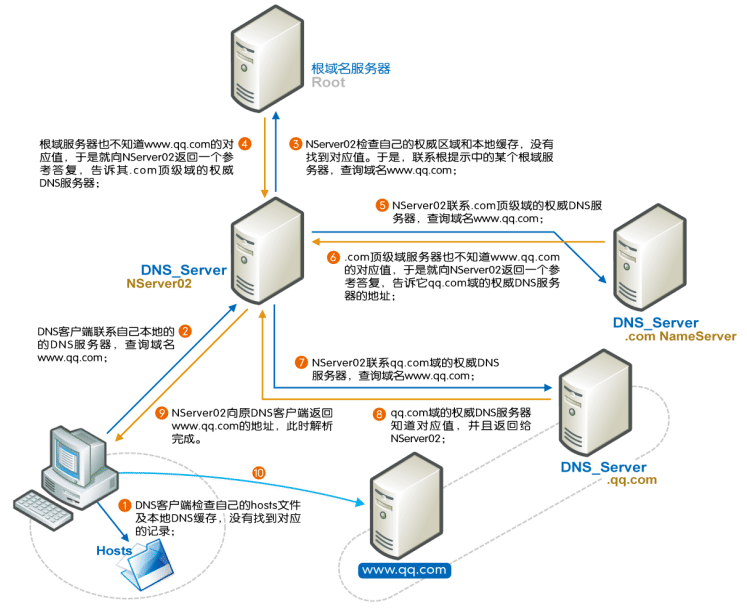 根域名服务器
Root
根域服务器也不知道www.qq.com的对
应值，于是就向NServer02返回一个参
考答复，告诉其.com顶级域的权威
DNS服务器；
4
3
NServer02检查自己的权威区域和本地缓存，没有
找到对应值。于是，联系根提示中的某个根域服
务器，查询域名www.qq.com；
5
NServer02联系.com顶级域的权威DNS服
务器，查询域名www.qq.com；
DNS_Server
NServer02
6
.com顶级域服务器也不知道www.qq.com
的对应值，于是就向NServer02返回一个参
考答复，告诉它qq.com域的权威DNS服务
器的地址；
DNS_Server
.com NameServer
DNS客户端联系自己本地的
的DNS服务器，查询域名
www.qq.com；
2
7
NServer02联系qq.com域的权威DNS
服务器，查询域名www.qq.com；
9
NServer02向原DNS客户端返回
www.qq.com的地址，此时解析
完成。
8
qq.com域的权威DNS服务器
知道对应值，并且返回给
NServer02；
DNS_Server
.qq.com
10
1
DNS客户端检查自己的hosts文件
及本地DNS缓存，没有找到对应
的记录；
Hosts
www.qq.com